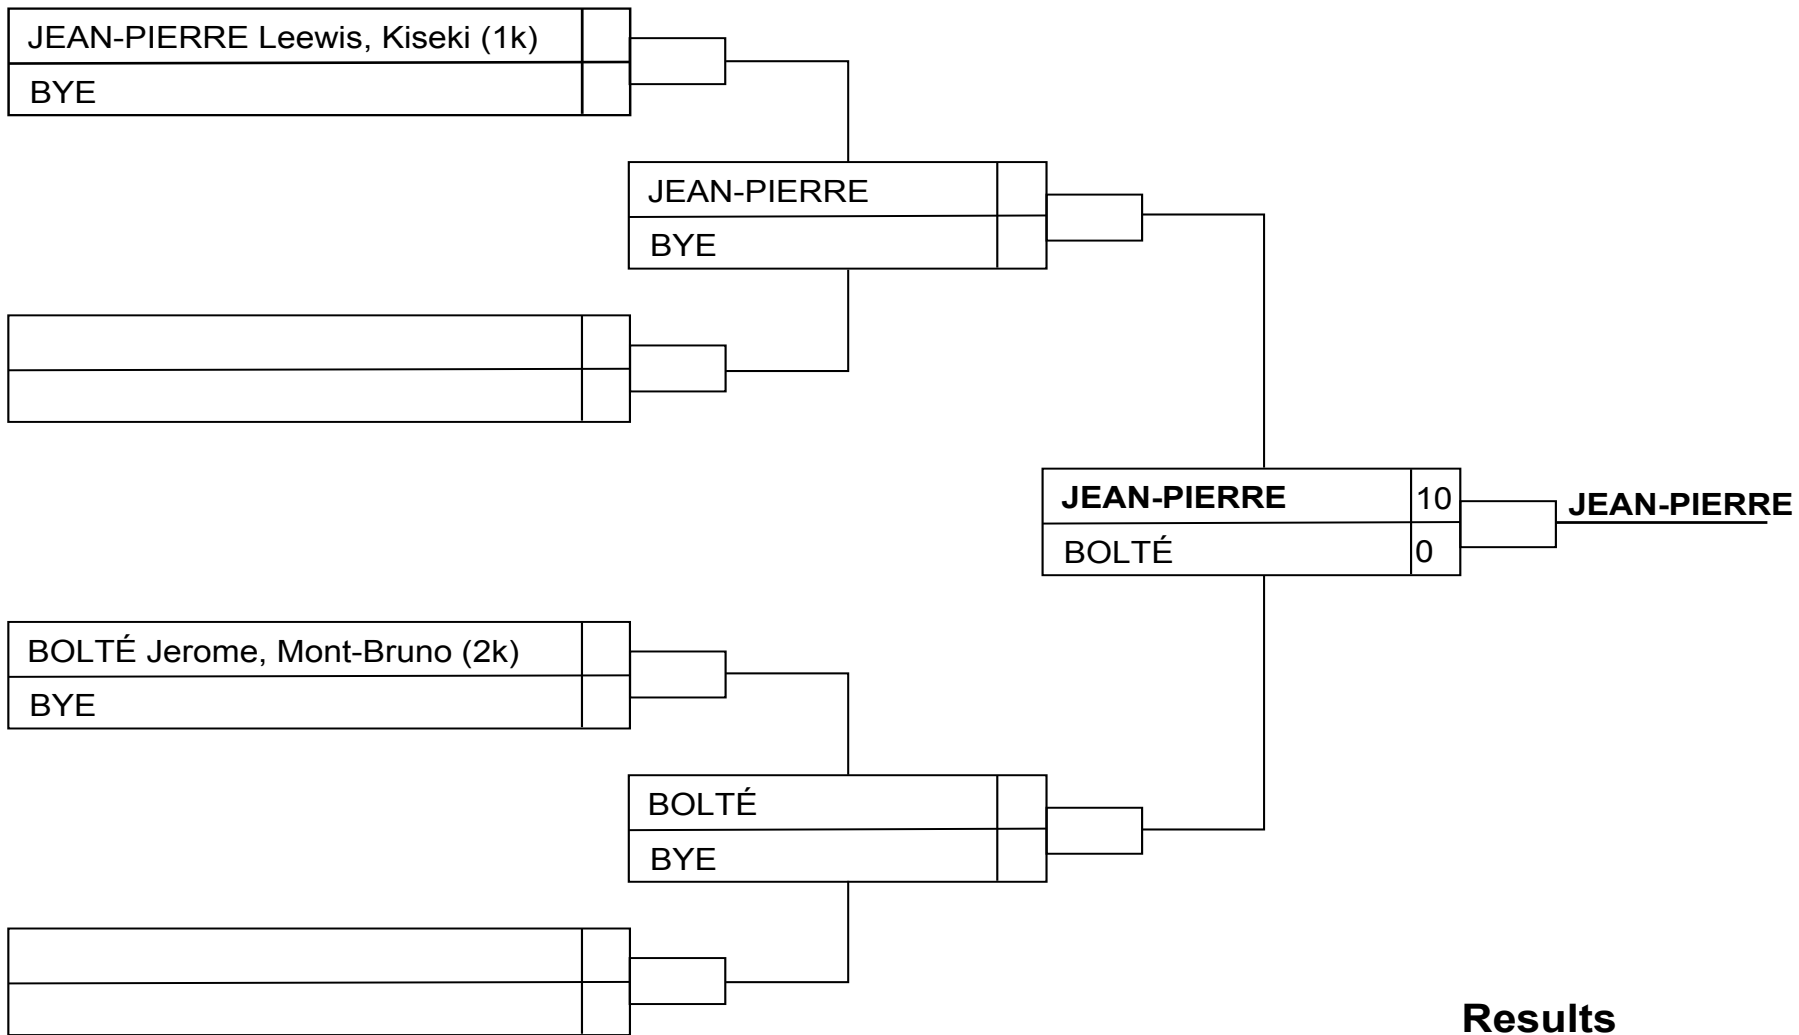 JEAN-PIERRE Leewis, Kiseki (1k)
BYE
JEAN-PIERRE
BYE
JEAN-PIERRE 10
BOLTÉ 0
JEAN-PIERRE
BOLTÉ Jerome, Mont-Bruno (2k)
BYE
BOLTÉ
BYE
Results